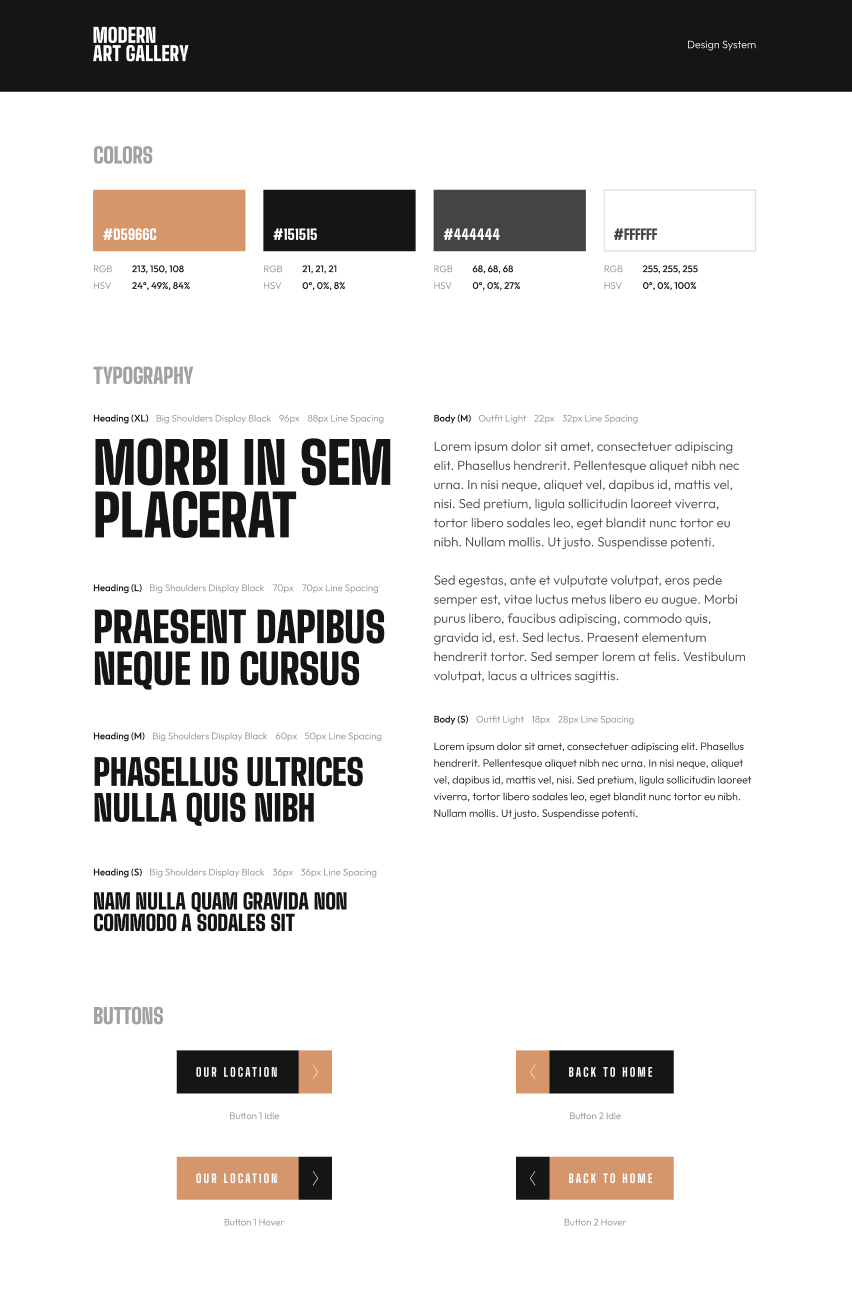 MODERN
ART GALLERY
Design System
COLORS
#D5966C
#151515
#444444
#FFFFFF
RGB 213, 150, 108
RGB 21, 21, 21
RGB 68, 68, 68
RGB 255, 255, 255
HSV 24°, 49%, 84%
HSV 0°, 0%, 8%
HSV 0°, 0%, 27%
HSV 0°, 0%, 100%
TYPOGRAPHY
Heading (XL) Big Shoulders Display Black 96px 88px Line Spacing
MORBI IN SEM
PLACERAT
Heading (L) Big Shoulders Display Black 70px 70px Line Spacing
PRAESENT DAPIBUS
NEQUE ID CURSUS
Heading (M) Big Shoulders Display Black 60px 50px Line Spacing
PHASELLUS ULTRICES
NULLA QUIS NIBH
Heading (S) Big Shoulders Display Black 36px 36px Line Spacing
NAM NULLA QUAM GRAVIDA NON
COMMODO A SODALES SIT
Body (M) Outfit Light 22px 32px Line Spacing
Lorem ipsum dolor sit amet, consectetuer adipiscing
elit. Phasellus hendrerit. Pellentesque aliquet nibh nec
urna. In nisi neque, aliquet vel, dapibus id, mattis vel,
nisi. Sed pretium, ligula sollicitudin laoreet viverra,
tortor libero sodales leo, eget blandit nunc tortor eu
nibh. Nullam mollis. Ut justo. Suspendisse potenti.
Sed egestas, ante et vulputate volutpat, eros pede
semper est, vitae luctus metus libero eu augue. Morbi
purus libero, faucibus adipiscing, commodo quis,
gravida id, est. Sed lectus. Praesent elementum
hendrerit tortor. Sed semper lorem at felis. Vestibulum
volutpat, lacus a ultrices sagittis.
Body (S) Outfit Light 18px 28px Line Spacing
Lorem ipsum dolor sit amet, consectetuer adipiscing elit. Phasellus
hendrerit. Pellentesque aliquet nibh nec urna. In nisi neque, aliquet
vel, dapibus id, mattis vel, nisi. Sed pretium, ligula sollicitudin laoreet
viverra, tortor libero sodales leo, eget blandit nunc tortor eu nibh.
Nullam mollis. Ut justo. Suspendisse potenti.
BUTTONS
OUR LOCATION
BACK TO HOME
Button 1 Idle
Button 2 Idle
OUR LOCATION
BACK TO HOME
Button 1 Hover
Button 2 Hover